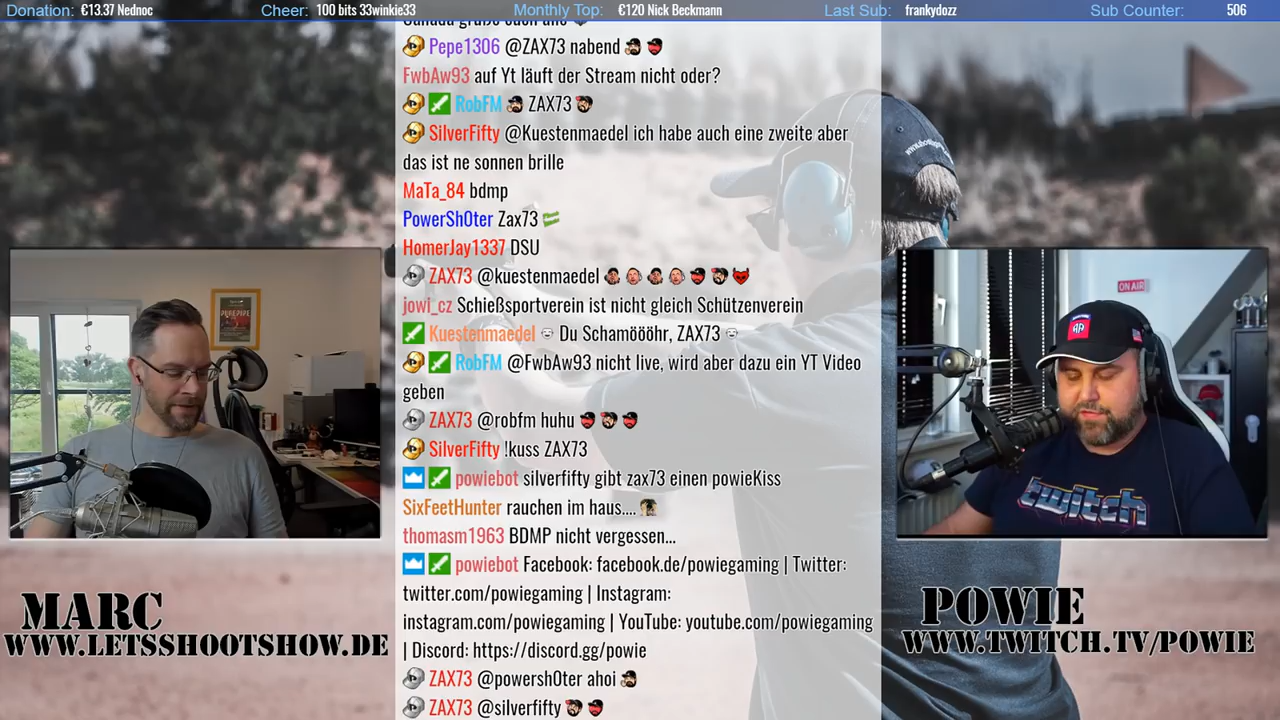 Donation: €13.37 Nednoc
Cheer: 100 bits 33winkie33
Monthly Top: €120 Nick Beckmann
Last Sub: frankydozz
Sub Counter: 506
Pepe1306 @ZAX73 nabend
FwbAw93 auf Yt läuft der Stream nicht oder?
RobFM ZAX73
SilverFifty @Kuestenmaedel ich habe auch eine zweite aber
das ist ne sonnen brille
MaTa_84 bdmp
PowerSh0ter Zax73
HomerJay1337 DSU
ZAX73 @kuestenmaedel
jowi_cz Schießsportverein ist nicht gleich Schützenverein
Kuestenmaedel Du Schamöööhr, ZAX73
RobFM @FwbAw93 nicht live, wird aber dazu ein YT Video
geben
ZAX73 @robfm huhu
SilverFifty !kuss ZAX73
powiebot silverfifty gibt zax73 einen powieKiss
SixFeetHunter rauchen im haus....
thomasm1963 BDMP nicht vergessen...
powiebot Facebook: facebook.de/powiegaming | Twitter:
twitter.com/powiegaming | Instagram:
instagram.com/powiegaming | YouTube: youtube.com/powiegaming
| Discord: https://discord.gg/powie
ZAX73 @powersh0ter ahoi
ZAX73 @silverfifty
MARC
WWW.LETSSHOOTSHOW.DE
ON AIR
twitch
POWIE
WWW.TWITCH.TV/POWIE